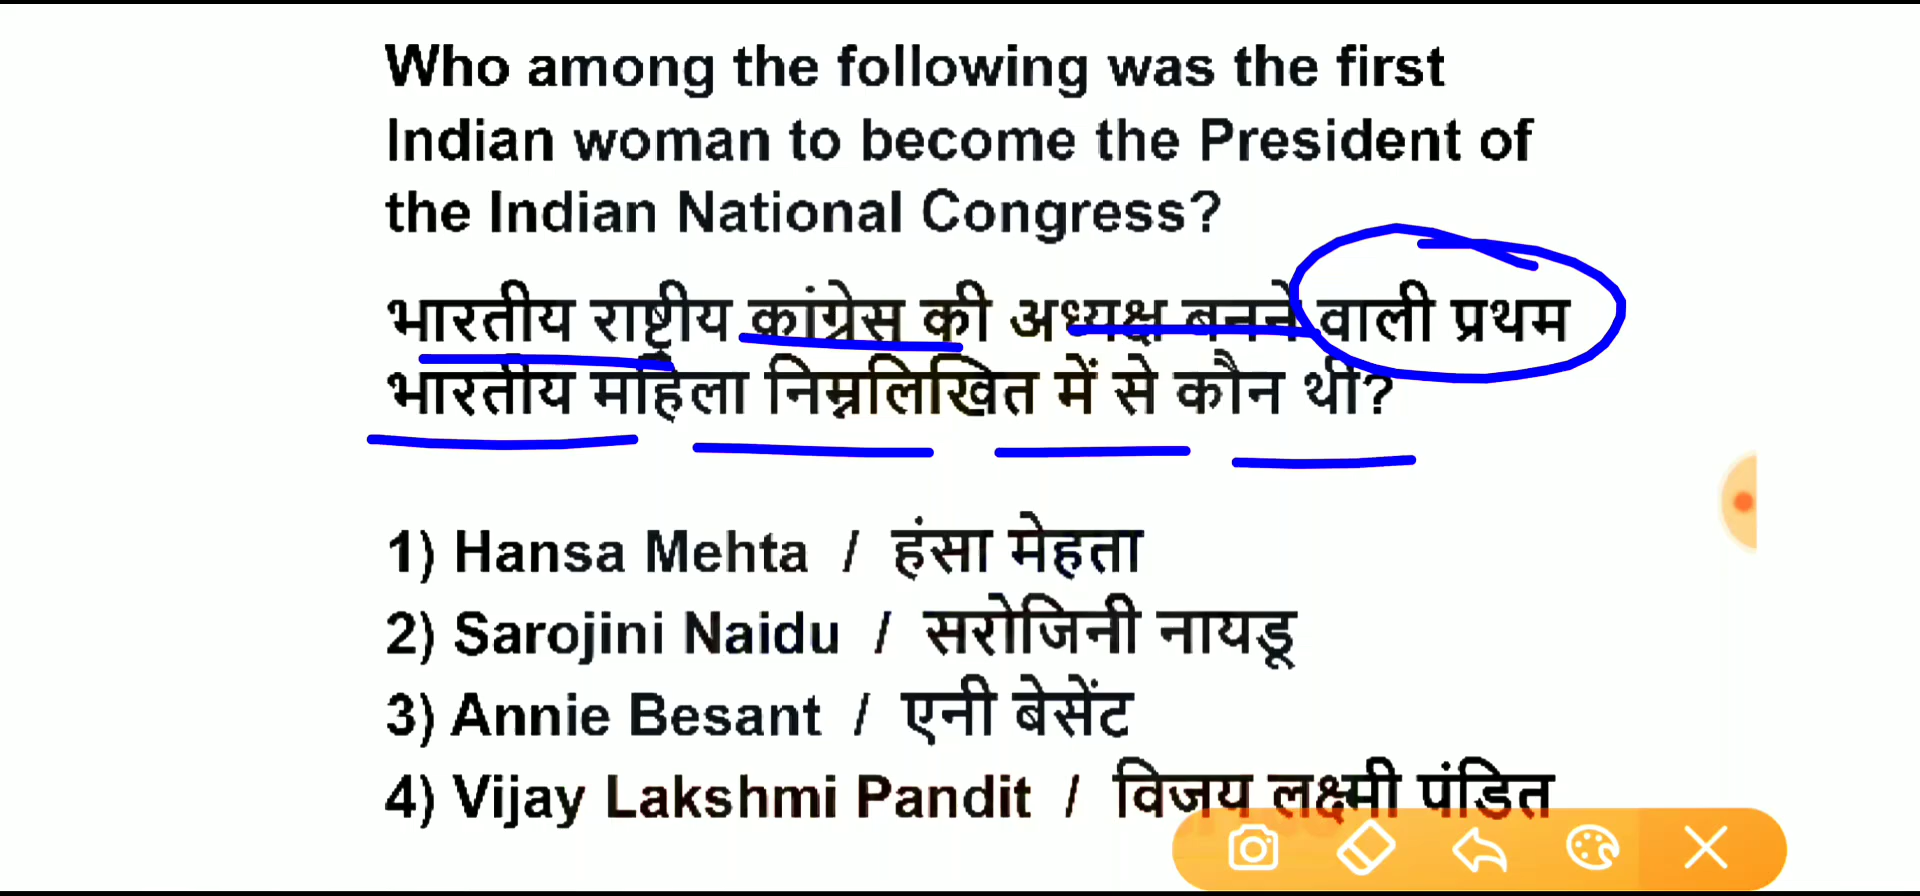 Who among the following was the first
Indian woman to become the President of
the Indian National Congress?
भारतीय राष्ट्रीय कांग्रेस की अध्यक्ष बनने वाली प्रथम
भारतीय महिला निम्नलिखित में से कौन थी?
1) Hansa Mehta / हंसा मेहता
2) Sarojini Naidu / सरोजिनी नायडू
3) Annie Besant / एनी बेसेंट
4) Vijay Lakshmi Pandit / विजय लक्ष्मी पंडित